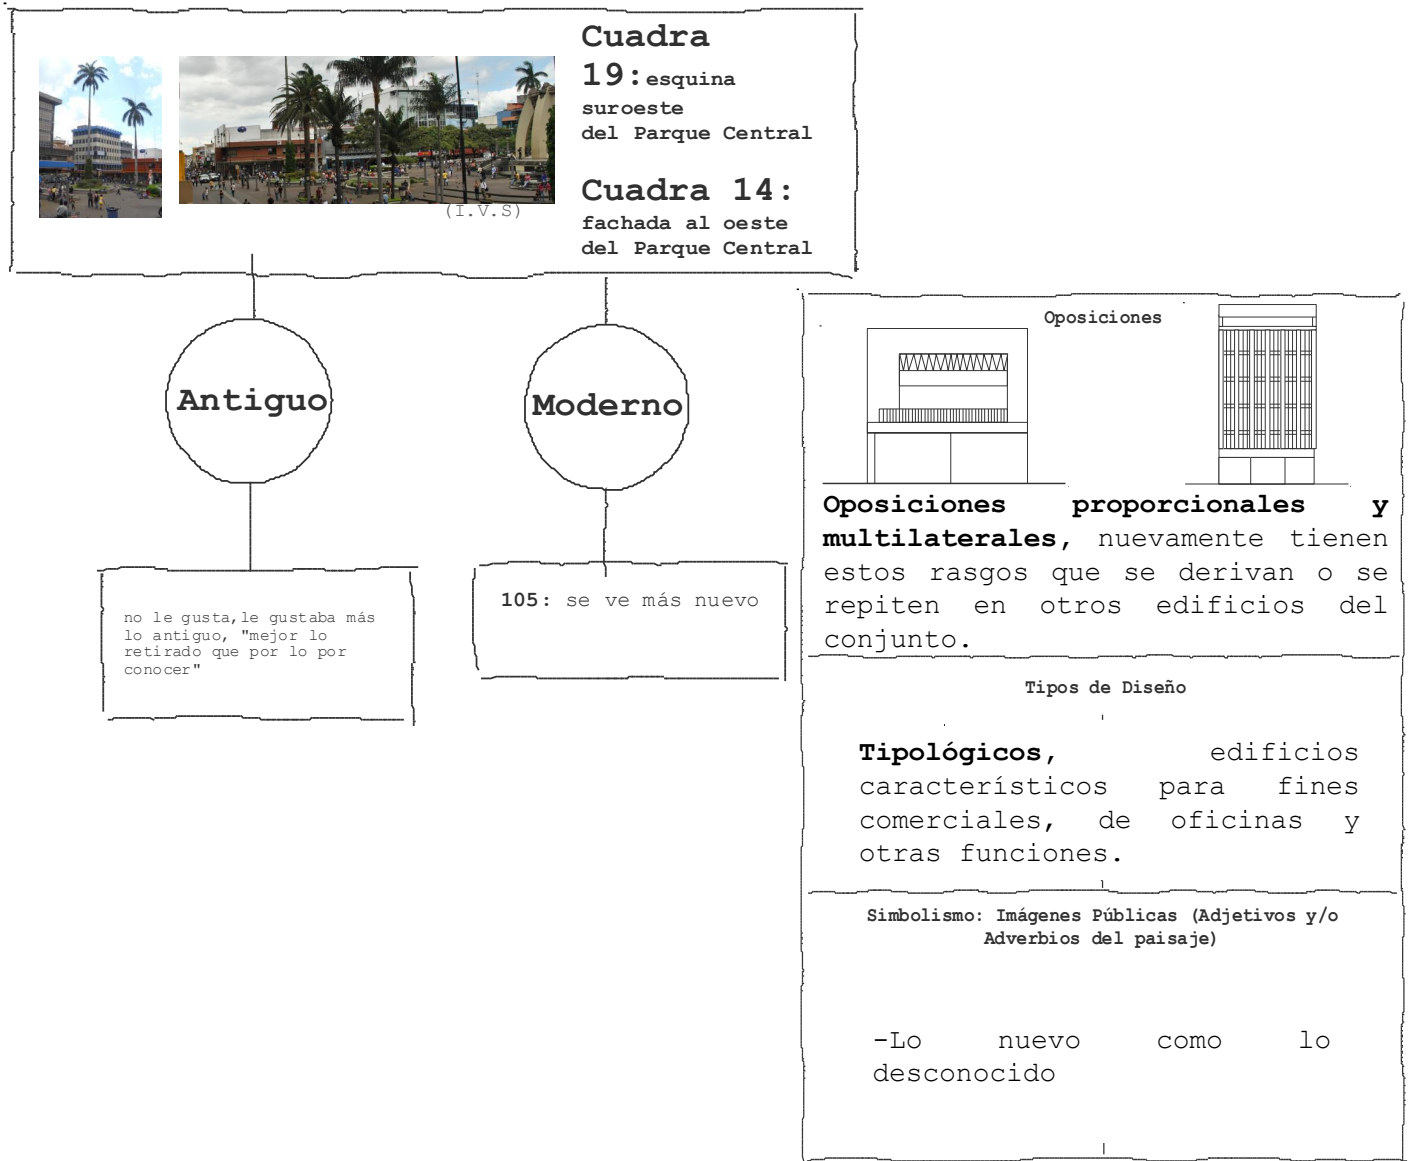 Cuadra
19: esquina
suroeste
del Parque Central
Cuadra 14:
fachada al oeste
del Parque Central
(I.V.S)
Antiguo
Moderno
no le gusta,le gustaba más
lo antiguo, "mejor lo
retirado que por lo por
conocer"
105: se ve más nuevo
Oposiciones
Oposiciones proporcionales y
multilaterales, nuevamente tienen
estos rasgos que se derivan o se
repiten en otros edificios del
conjunto.
Tipos de Diseño
Tipológicos, edificios
característicos para fines
comerciales, de oficinas y
otras funciones.
Simbolismo: Imágenes Públicas (Adjetivos y/o
Adverbios del paisaje)
-Lo nuevo como lo
desconocido